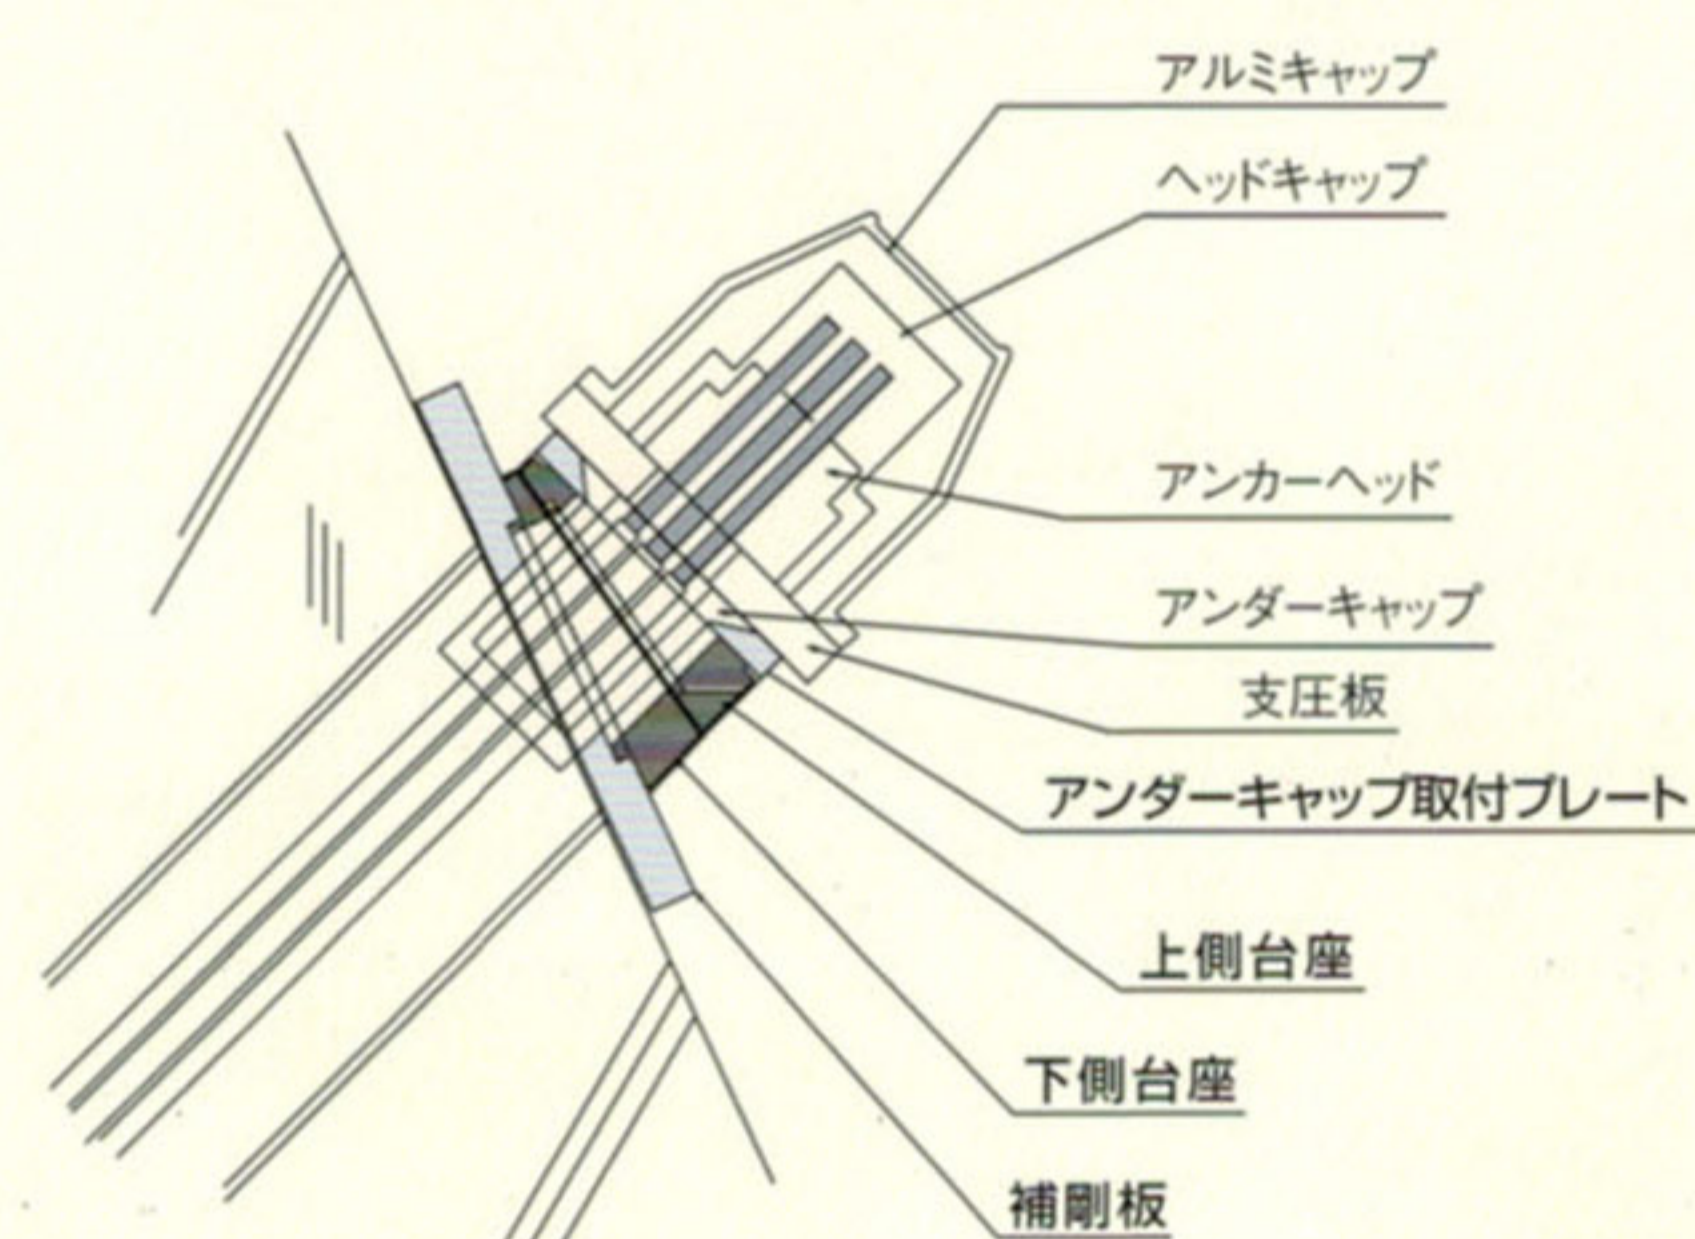 アルミキャップ
ヘッドキャップ
アンカーヘッド
アンダーキャップ
支圧板
アンダーキャップ取付プレート
上側台座
下側台座
補剛板